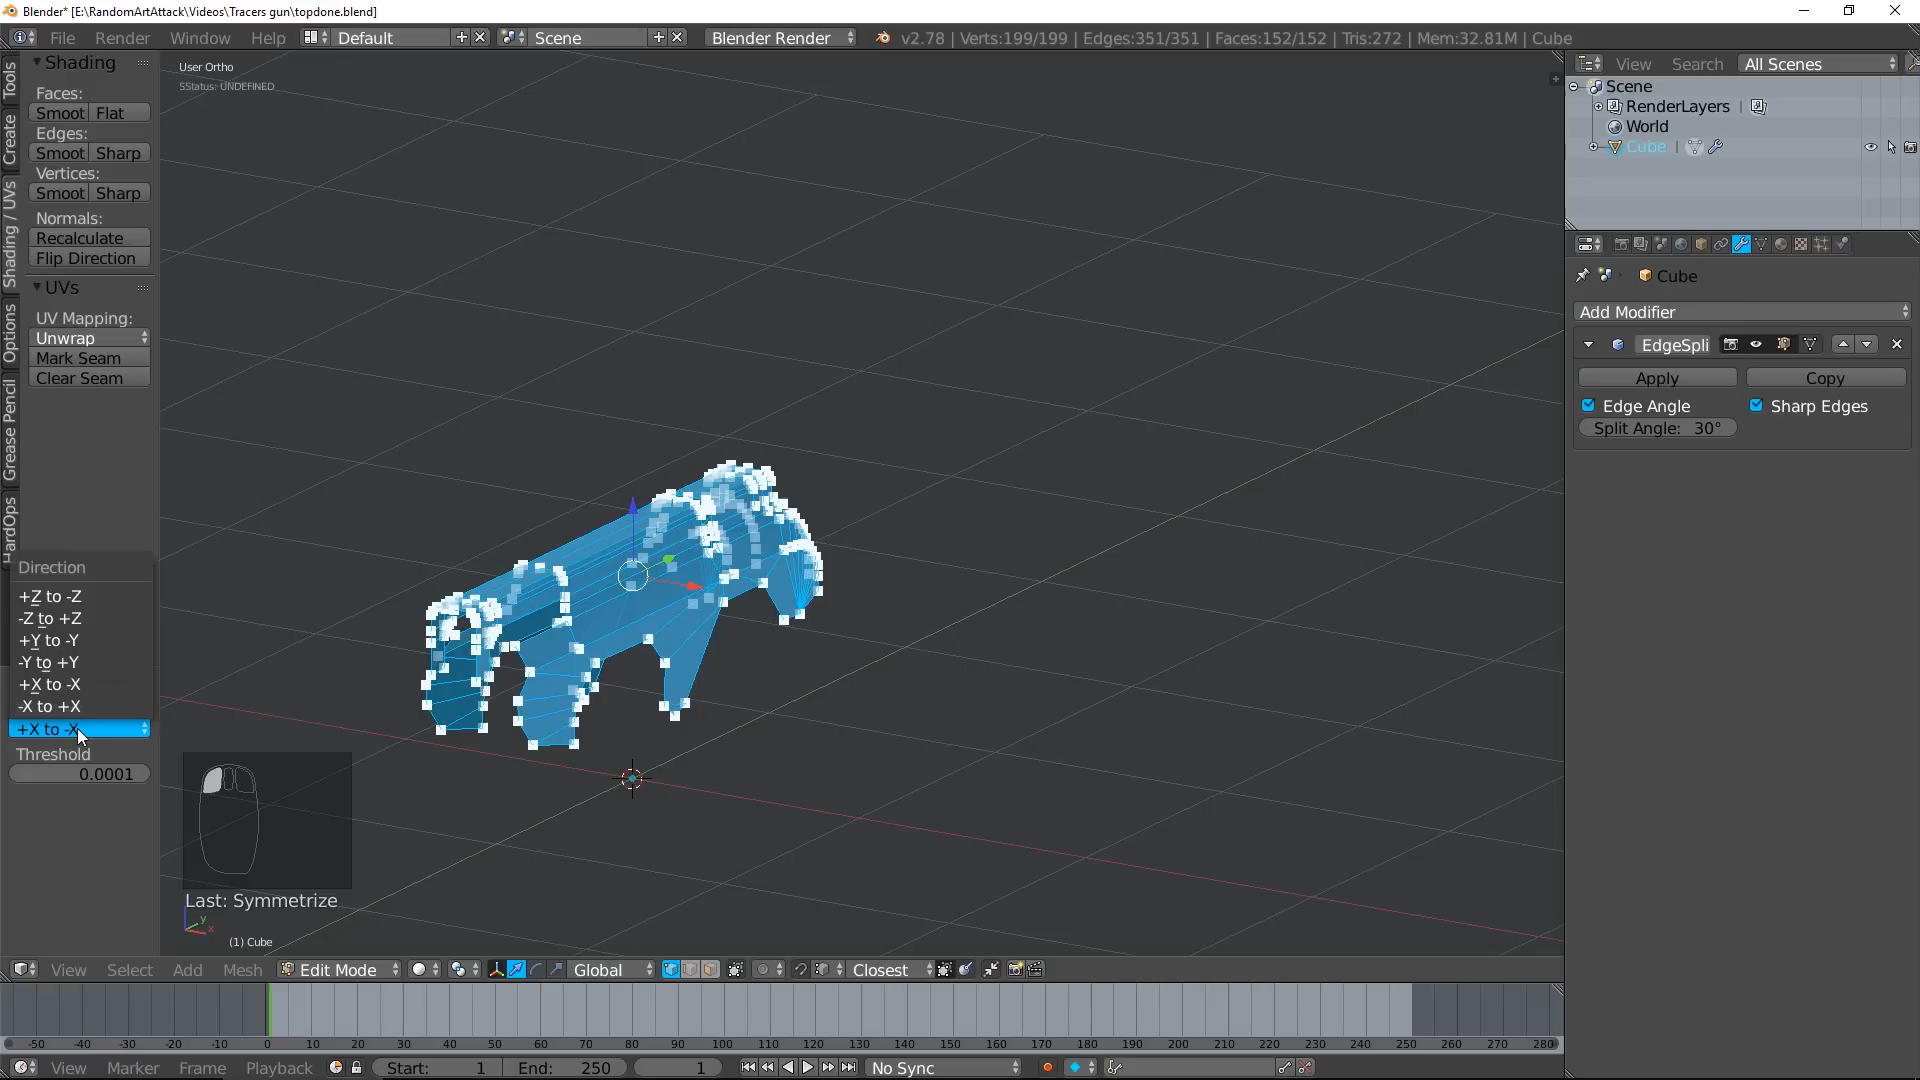 Blender* [E:\RandomArtAttack\Videos\Tracers gun\topdone.blend]
File Render Window Help Default Scene Blender Render v2.78 | Verts:199/199 | Edges:351/351 | Faces:152/152 | Tris:272 | Mem:32.81M | Cube
Tools
Create
Shading / UVs
Options
Grease Pencil
HardOps
Shading
Faces:
Smoot Flat
Edges:
Smoot Sharp
Vertices:
Smoot Sharp
Normals:
Recalculate
Flip Direction
UVs
UV Mapping:
Unwrap
Mark Seam
Clear Seam
Direction
+Z to -Z
-Z to +Z
+Y to -Y
-Y to +Y
+X to -X
-X to +X
+X to -X
Threshold
0.0001
User Ortho
SStatus: UNDEFINED
Last: Symmetrize
z y x
(1) Cube
View Search All Scenes
Scene
RenderLayers |
World
Cube |
Cube
Add Modifier
EdgeSpli
Apply Copy
Edge Angle Sharp Edges
Split Angle: 30°
View Select Add Mesh Edit Mode Global Closest
-50 -40 -30 -20 -10 0 10 20 30 40 50 60 70 80 90 100 110 120 130 140 150 160 170 180 190 200 210 220 230 240 250 260 270 280
View Marker Frame Playback Start: 1 End: 250 1 No Sync